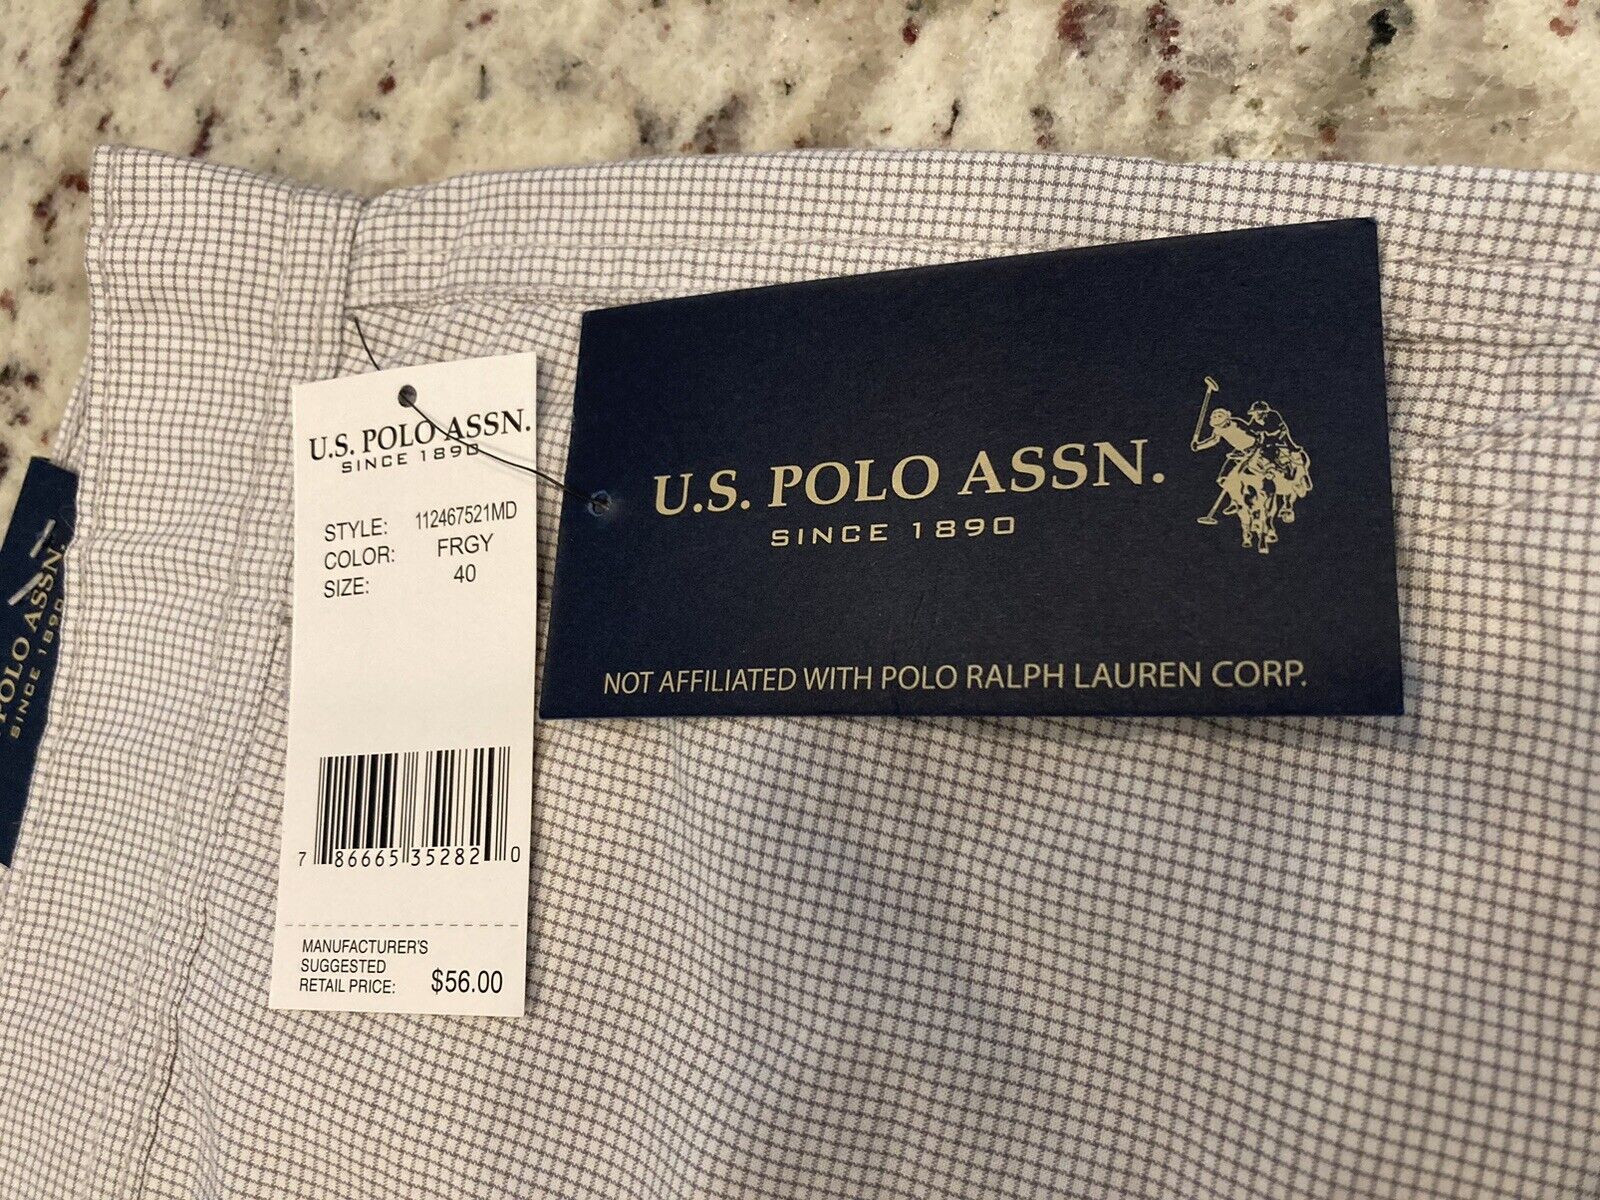 U.S. POLO ASSN.
SINCE 1890
STYLE: 112467521MD
COLOR: FRGY
SIZE: 40
7 86665 35282 0
MANUFACTURER'S
SUGGESTED
RETAIL PRICE: $56.00
U.S. POLO ASSN.
SINCE 1890
NOT AFFILIATED WITH POLO RALPH LAUREN CORP.
POLO ASSN.
SINCE 1890